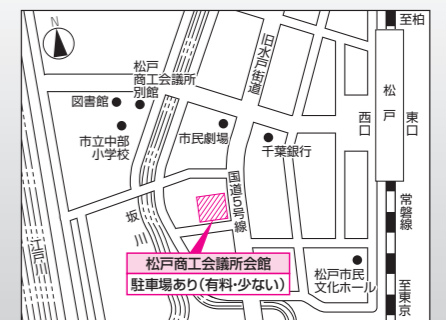 N
至柏
旧水戸街道
松戸
商工会議所
別館
図書館
市立中部
小学校
市民劇場
千葉銀行
松戸
西口
東口
国道5号線
坂川
江戸川
常磐線
松戸商工会議所会館
駐車場あり(有料・少ない)
松戸市民
文化ホール
至東京